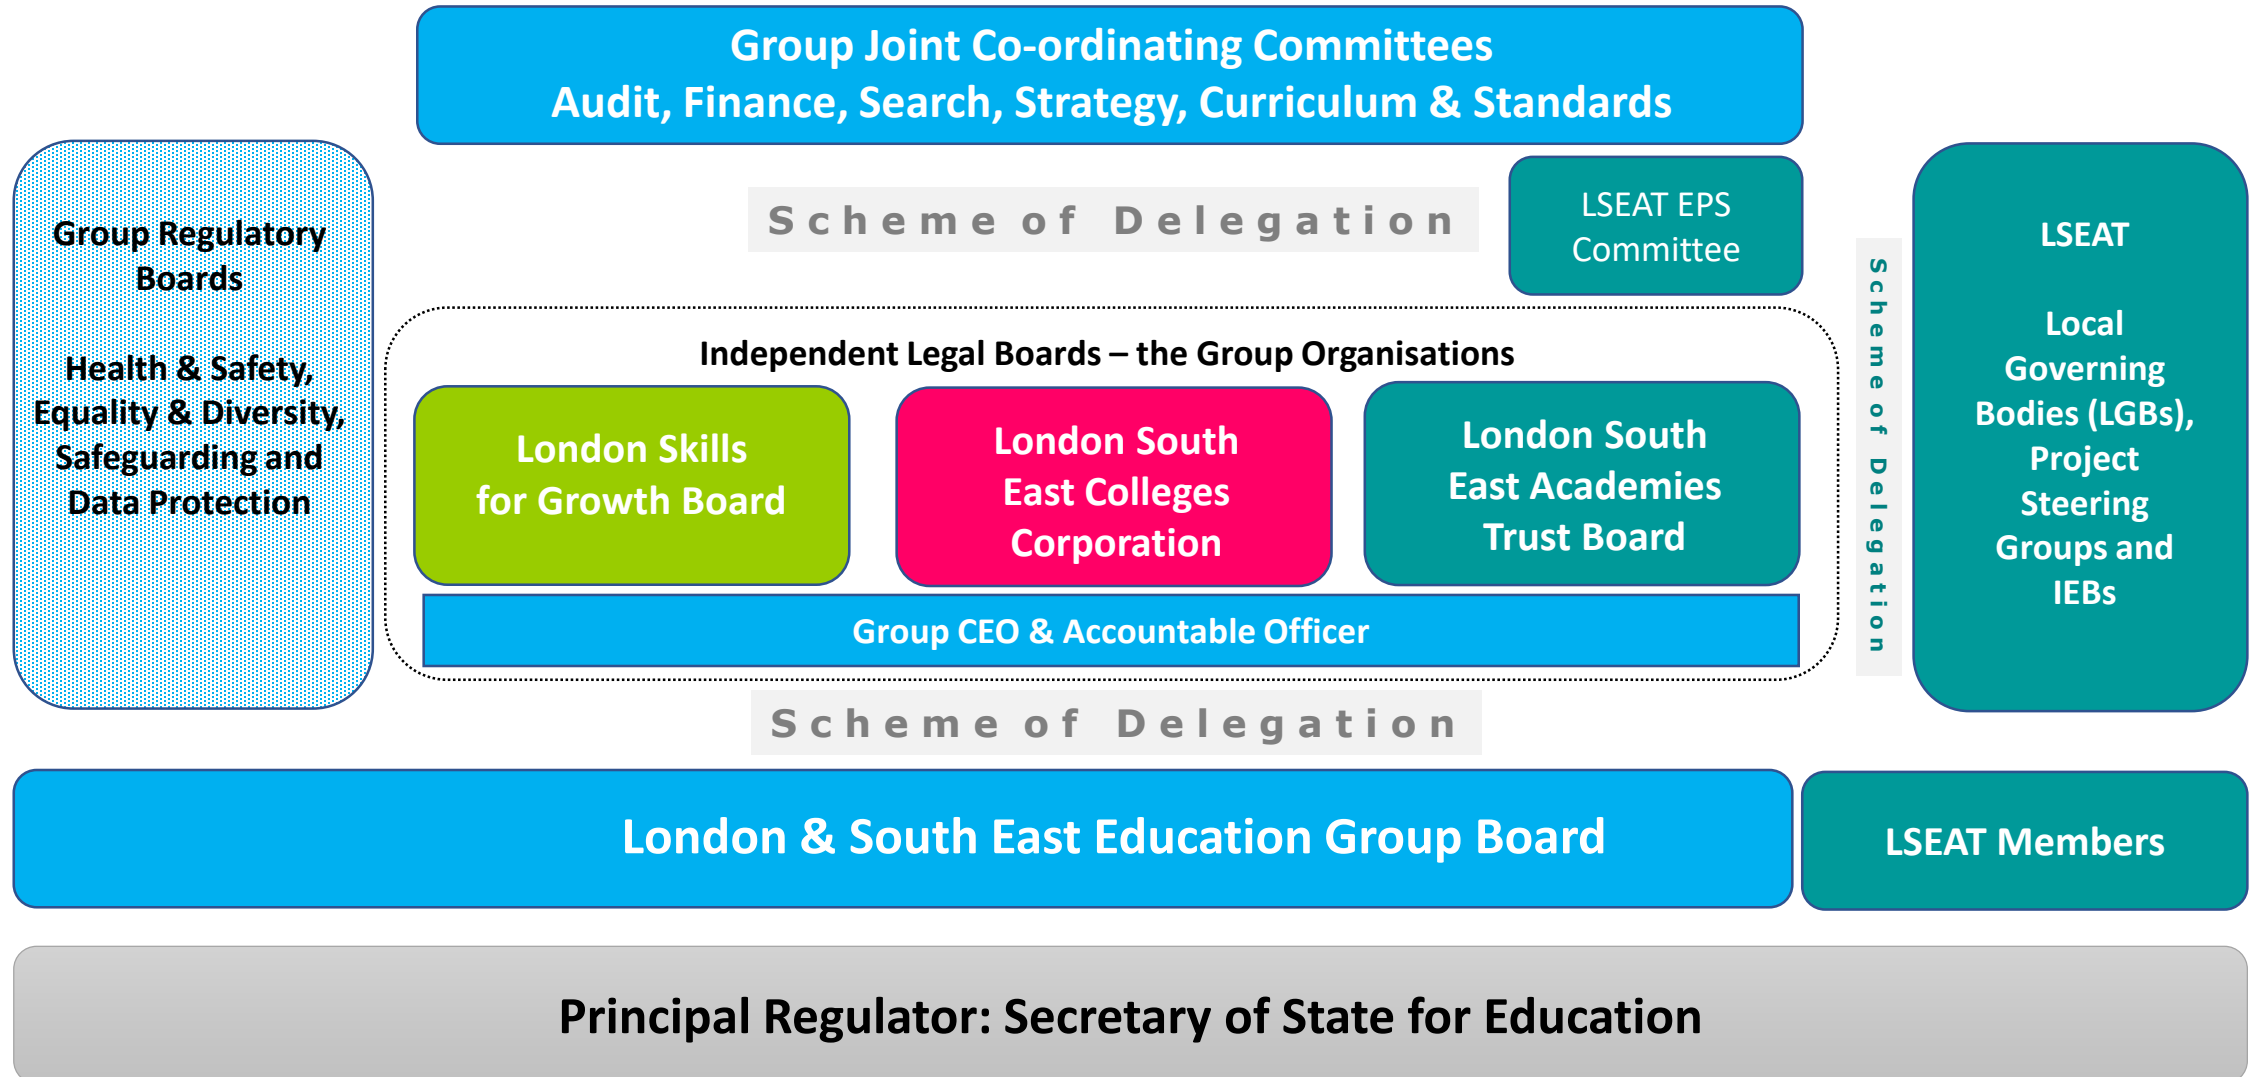 Group Joint Co-ordinating Committees
Audit, Finance, Search, Strategy, Curriculum & Standards
Group Regulatory
Boards
Health & Safety,
Equality & Diversity,
Safeguarding and
Data Protection
Scheme of Delegation
LSEAT EPS
Committee
Independent Legal Boards – the Group Organisations
London Skills
for Growth Board
London South
East Colleges
Corporation
London South
East Academies
Trust Board
Group CEO & Accountable Officer
Scheme of Delegation
Scheme of Delegation
LSEAT
Local
Governing
Bodies (LGBs),
Project
Steering
Groups and
IEBs
London & South East Education Group Board
LSEAT Members
Principal Regulator: Secretary of State for Education